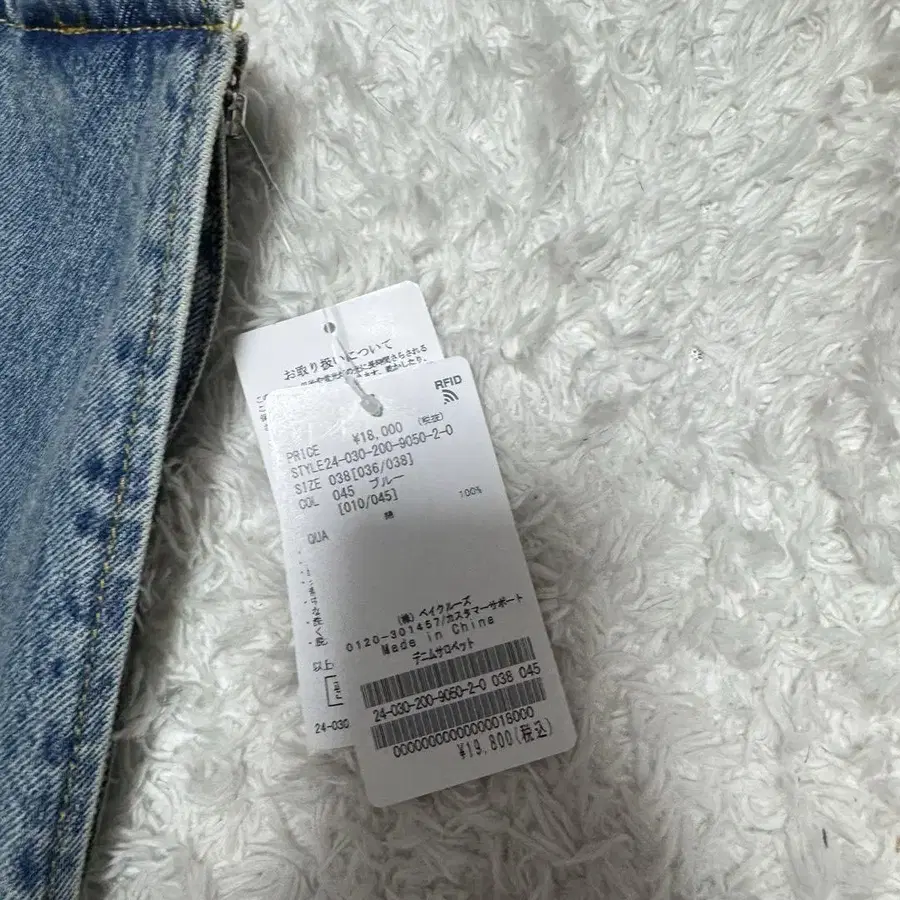 お取り扱いについて
RFID
PRICE ¥18,000 (税抜)
STYLE24-030-200-9050-2-0
SIZE 038[036/038]
COL 045 ブルー
[010/045]
綿 100%
QUA
(株) ベイクルーズ
0120-301457/カスタマーサポート
Made in China
デニムサロペット
24-030-200-9050-2-0 038 045
0000000000000018000
¥19,800(税込)
以上
24-030